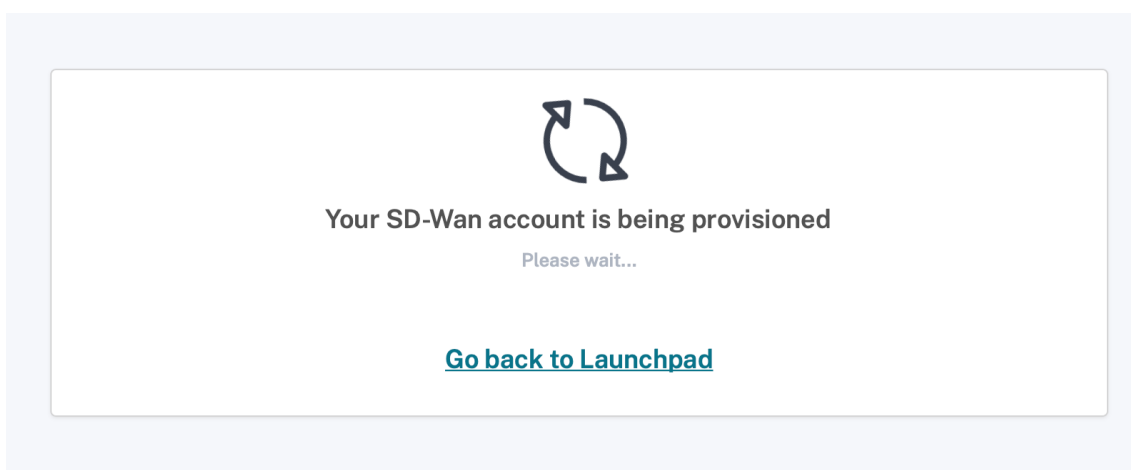 Your SD-Wan account is being provisioned
Please wait...
Go back to Launchpad